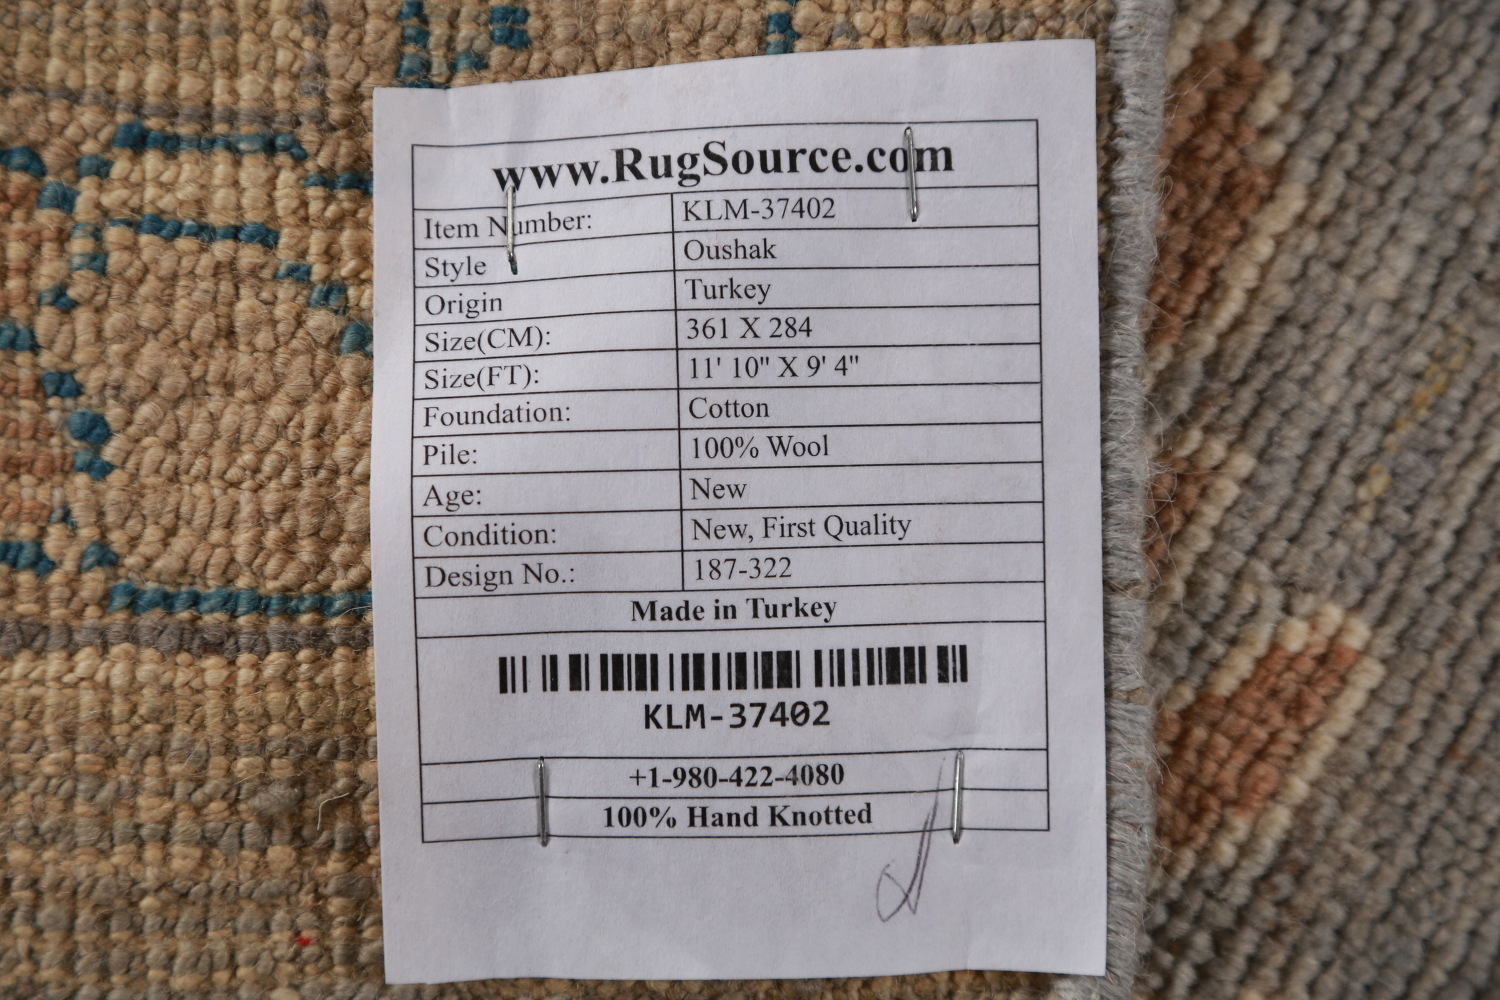 www.RugSource.com
Item Number: KLM-37402
Style Oushak
Origin Turkey
Size(CM): 361 X 284
Size(FT): 11' 10" X 9' 4"
Foundation: Cotton
Pile: 100% Wool
Age: New
Condition: New, First Quality
Design No.: 187-322
Made in Turkey
KLM-37402
+1-980-422-4080
100% Hand Knotted